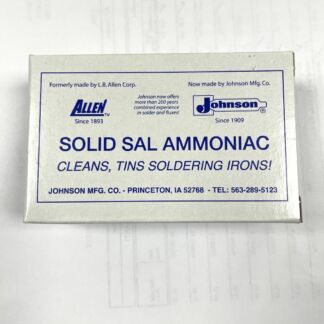 Formerly made by L.B. Allen Corp.
Now made by Johnson Mfg. Co.
ALLEN™
Since 1893
Johnson now offers
more than 200 years
combined experience
in solder and fluxes!
Johnson®
Since 1909
SOLID SAL AMMONIAC
CLEANS, TINS SOLDERING IRONS!
JOHNSON MFG. CO. - PRINCETON, IA 52768 - TEL: 563-289-5123